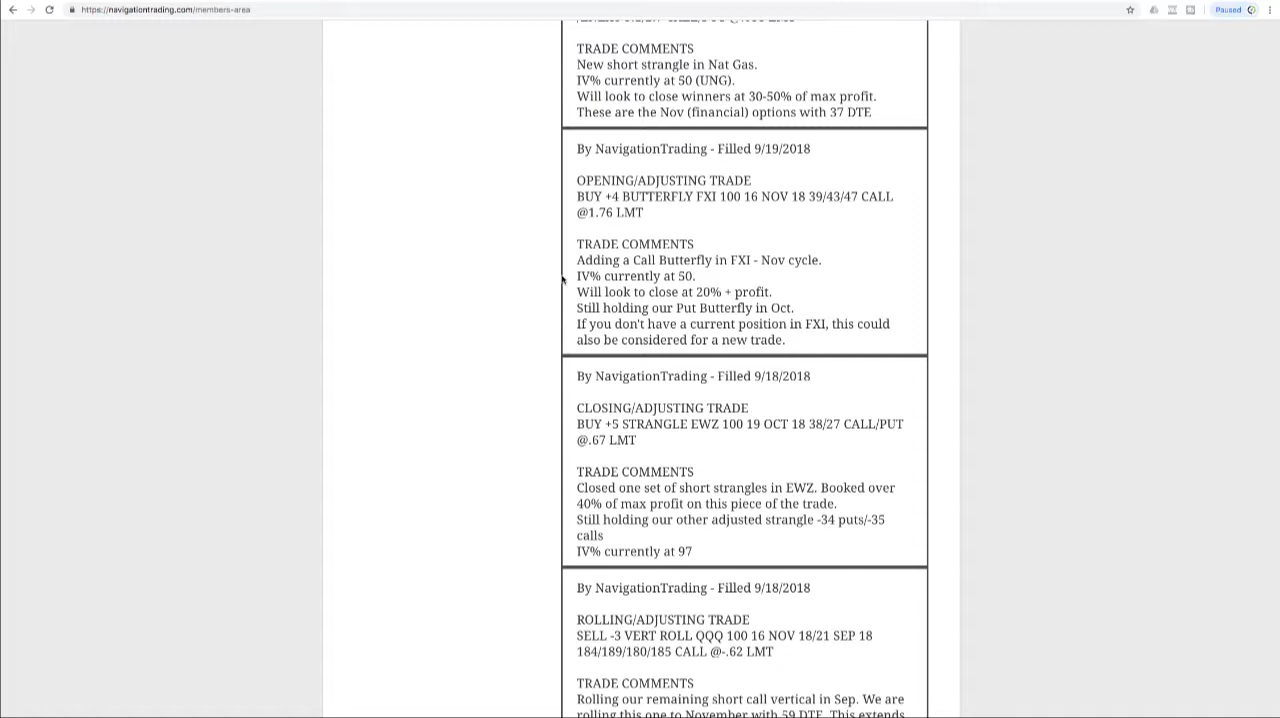 https://navigationtrading.com/members-area
Paused
TRADE COMMENTS
New short strangle in Nat Gas.
IV% currently at 50 (UNG).
Will look to close winners at 30-50% of max profit.
These are the Nov (financial) options with 37 DTE
By NavigationTrading - Filled 9/19/2018
OPENING/ADJUSTING TRADE
BUY +4 BUTTERFLY FXI 100 16 NOV 18 39/43/47 CALL
@1.76 LMT
TRADE COMMENTS
Adding a Call Butterfly in FXI - Nov cycle.
IV% currently at 50.
Will look to close at 20% + profit.
Still holding our Put Butterfly in Oct.
If you don't have a current position in FXI, this could
also be considered for a new trade.
By NavigationTrading - Filled 9/18/2018
CLOSING/ADJUSTING TRADE
BUY +5 STRANGLE EWZ 100 19 OCT 18 38/27 CALL/PUT
@.67 LMT
TRADE COMMENTS
Closed one set of short strangles in EWZ. Booked over
40% of max profit on this piece of the trade.
Still holding our other adjusted strangle -34 puts/-35
calls
IV% currently at 97
By NavigationTrading - Filled 9/18/2018
ROLLING/ADJUSTING TRADE
SELL -3 VERT ROLL QQQ 100 16 NOV 18/21 SEP 18
184/189/180/185 CALL @-.62 LMT
TRADE COMMENTS
Rolling our remaining short call vertical in Sep. We are
rolling this one to November with 59 DTE. This extends